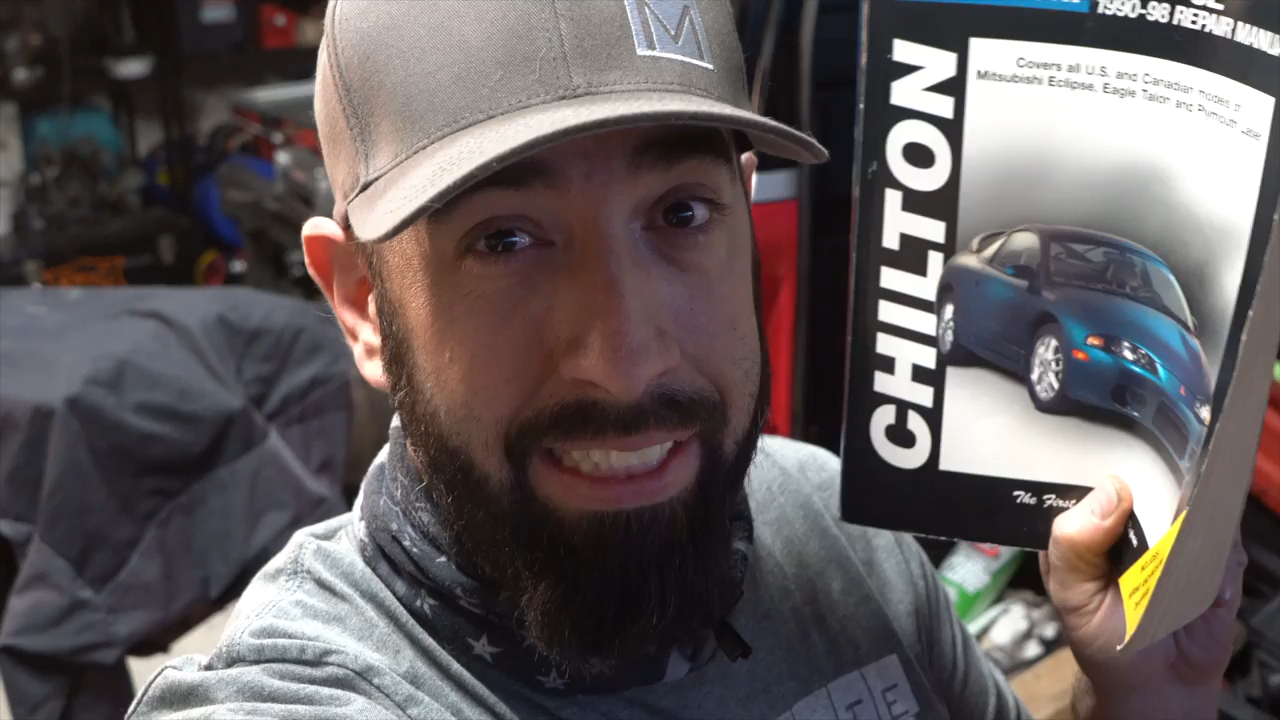 M
1990-98 REPAIR MANUAL
Covers all U.S. and Canadian models of
Mitsubishi Eclipse, Eagle Talon and Plymouth Laser
CHILTON
The First